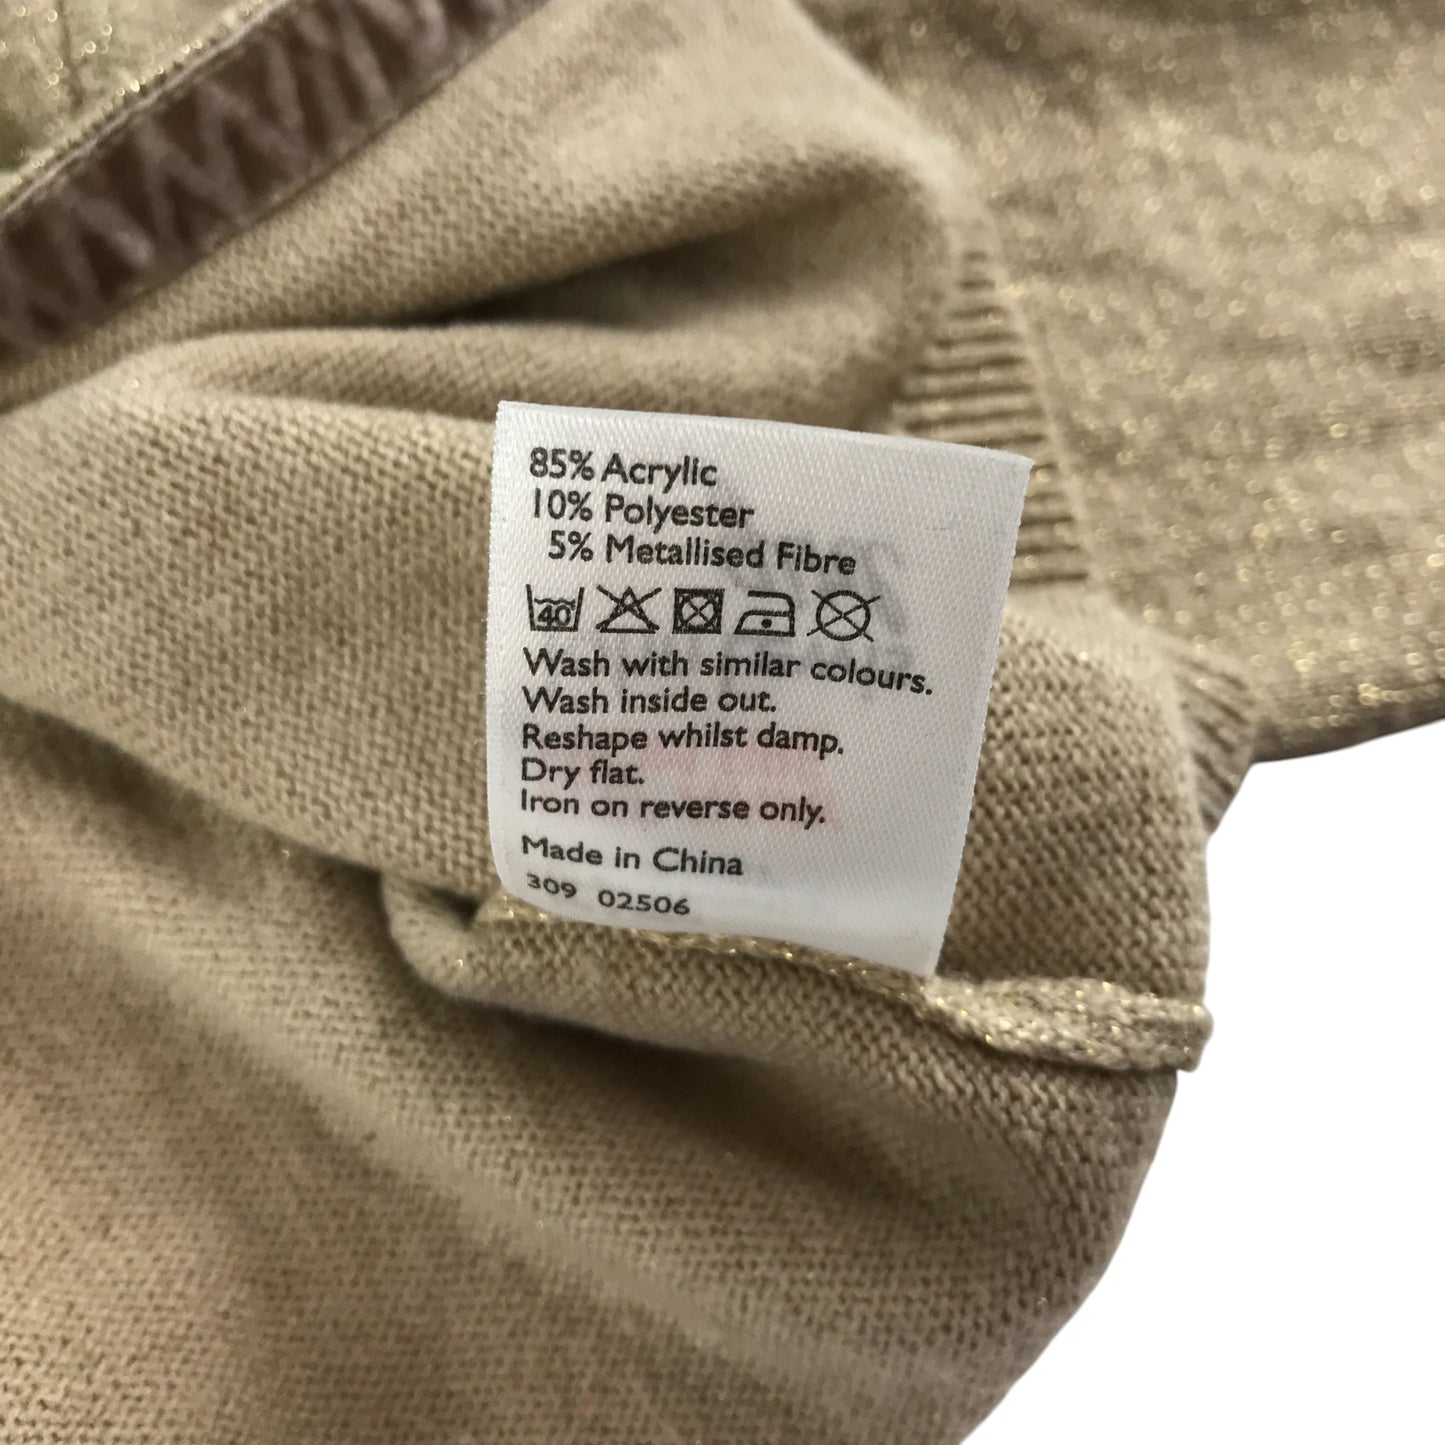 85% Acrylic
10% Polyester
5% Metallised Fibre
40
Wash with similar colours.
Wash inside out.
Reshape whilst damp.
Dry flat.
Iron on reverse only.
Made in China
309 02506